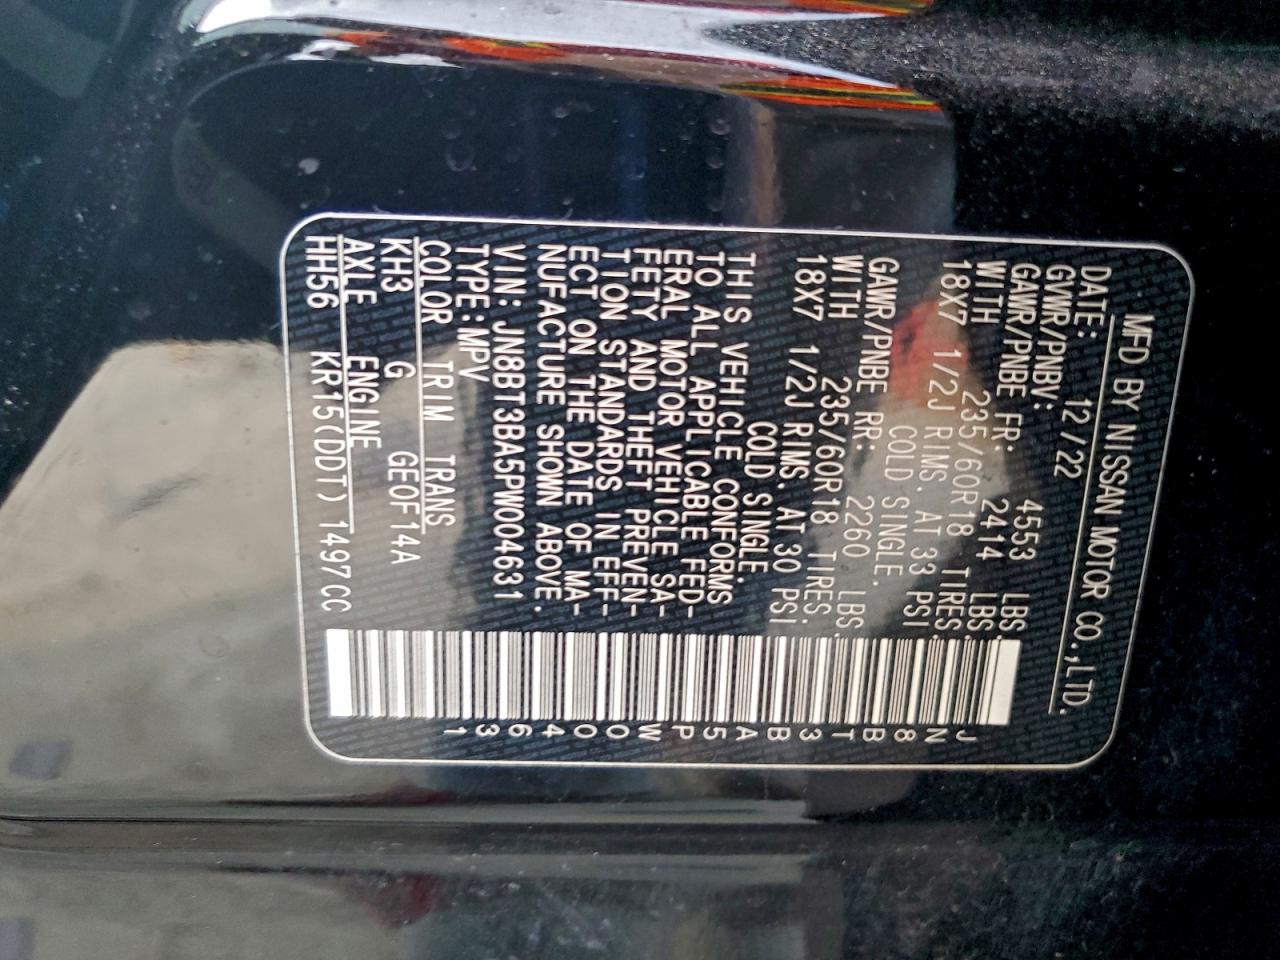 MFD BY NISSAN MOTOR CO.,LTD.
DATE: 12/22
GVWR/PNBV: 4553 LBS.
GAWR/PNBE FR: 2414 LBS.
WITH 235/60R18 TIRES.
18X7 1/2J RIMS. AT 33 PSI
COLD SINGLE.
GAWR/PNBE RR: 2260 LBS.
WITH 235/60R18 TIRES.
18X7 1/2J RIMS. AT 30 PSI
COLD SINGLE.
THIS VEHICLE CONFORMS
TO ALL APPLICABLE FED-
ERAL MOTOR VEHICLE SA-
FETY AND THEFT PREVEN-
TION STANDARDS IN EFF-
ECT ON THE DATE OF MA-
NUFACTURE SHOWN ABOVE.
VIN: JN8BT3BA5PW004631
TYPE:MPV
COLOR TRIM TRANS
KH3 G GE0F14A
AXLE ENGINE
HH56 KR15(DDT)1497CC
JN8BT3BA5PW004631